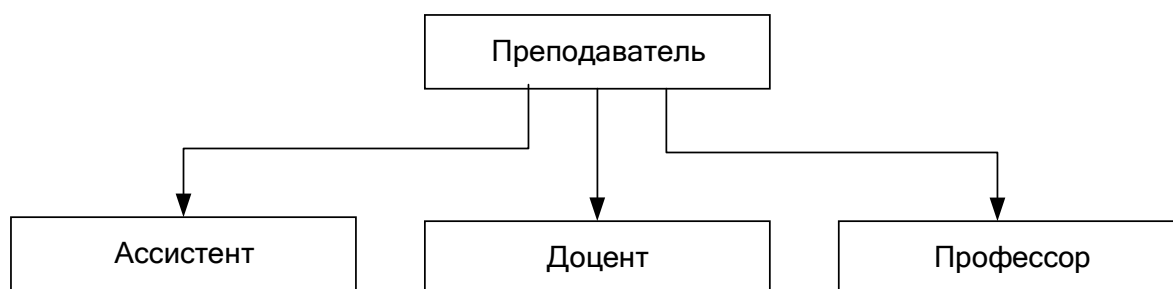 Преподаватель
Ассистент
Доцент
Профессор